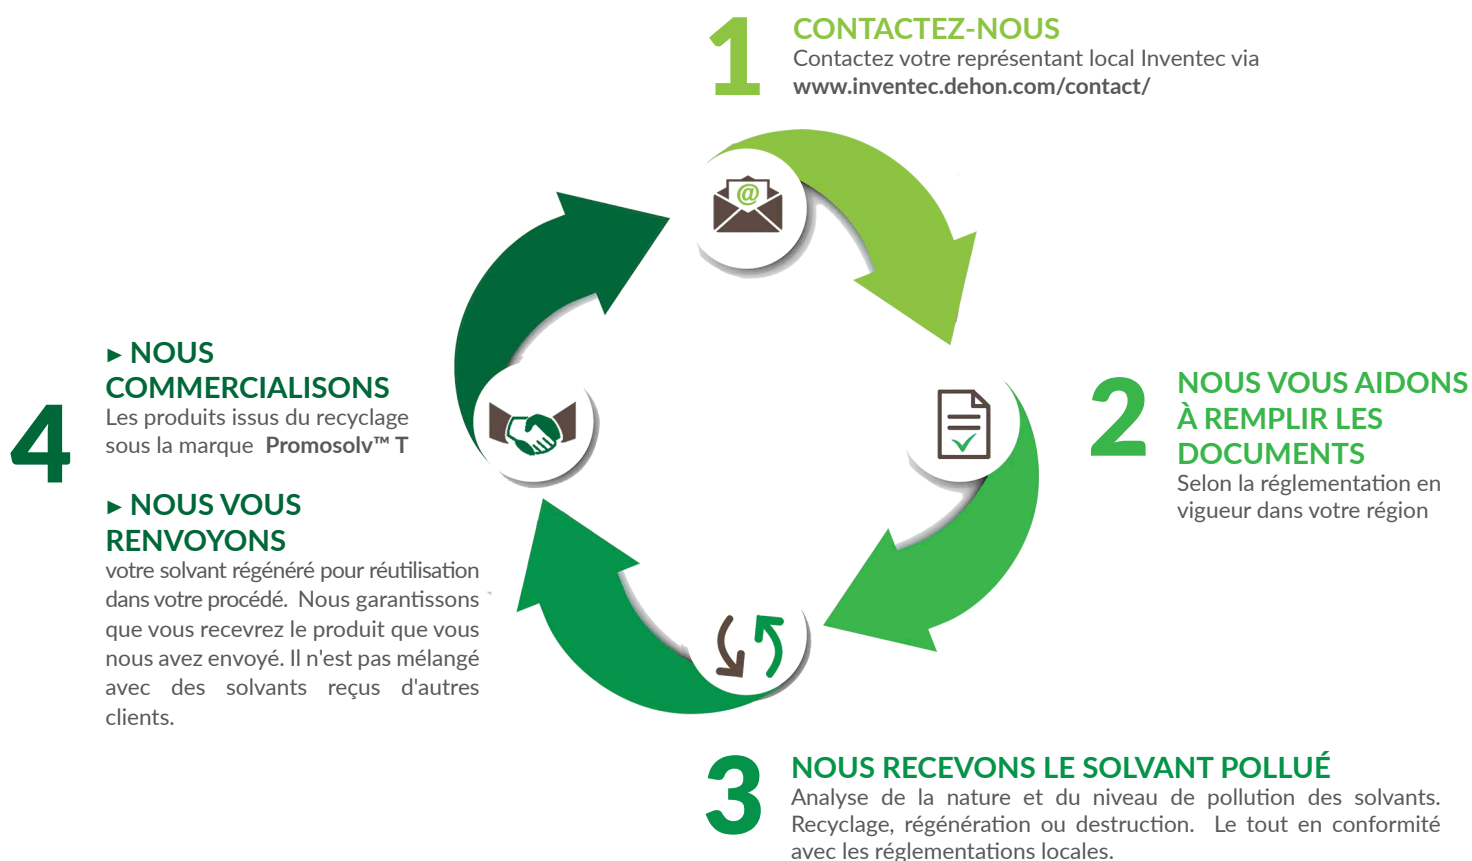 1
CONTACTEZ-NOUS
Contactez votre représentant local Inventec via
www.inventec.dehon.com/contact/
@
2
NOUS VOUS AIDONS
À REMPLIR LES
DOCUMENTS
Selon la réglementation en
vigueur dans votre région
3
NOUS RECEVONS LE SOLVANT POLLUÉ
Analyse de la nature et du niveau de pollution des solvants.
Recyclage, régénération ou destruction. Le tout en conformité
avec les réglementations locales.
4
► NOUS
COMMERCIALISONS
Les produits issus du recyclage
sous la marque Promosolv™ T
► NOUS VOUS
RENVOYONS
votre solvant régénéré pour réutilisation
dans votre procédé. Nous garantissons
que vous recevrez le produit que vous
nous avez envoyé. Il n'est pas mélangé
avec des solvants reçus d'autres
clients.